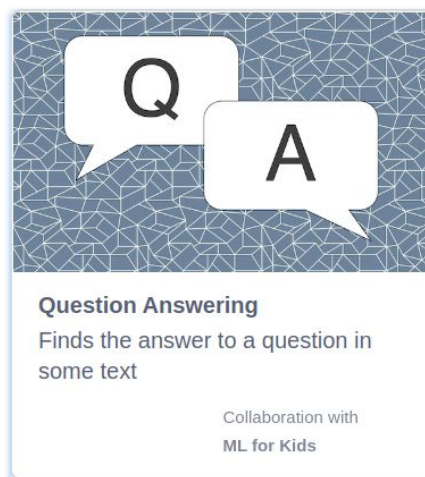 Q
A
Question Answering
Finds the answer to a question in
some text
Collaboration with
ML for Kids